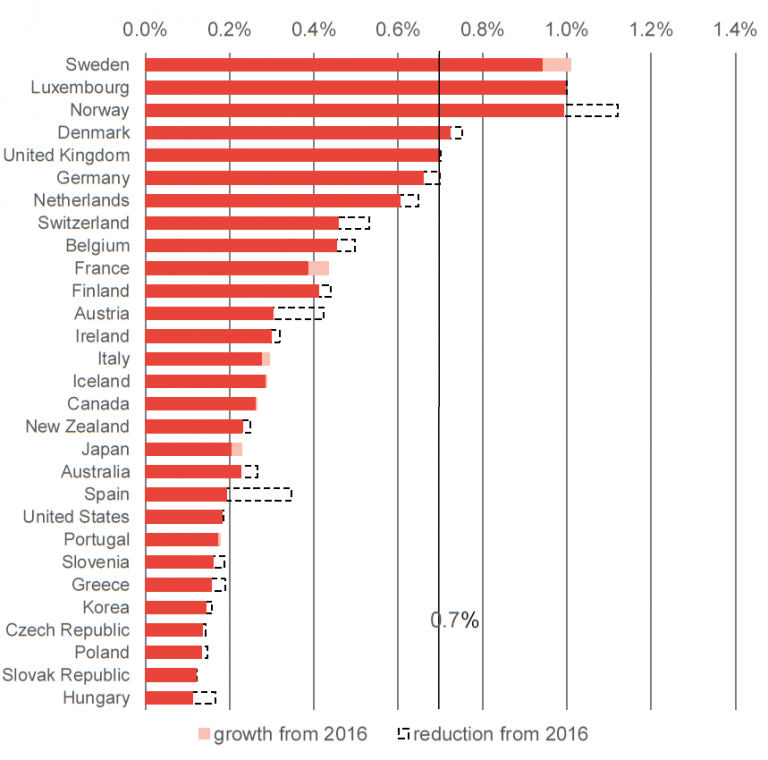 0.0% 0.2% 0.4% 0.6% 0.8% 1.0% 1.2% 1.4%
Sweden
Luxembourg
Norway
Denmark
United Kingdom
Germany
Netherlands
Switzerland
Belgium
France
Finland
Austria
Ireland
Italy
Iceland
Canada
New Zealand
Japan
Australia
Spain
United States
Portugal
Slovenia
Greece
Korea
0.7%
Czech Republic
Poland
Slovak Republic
Hungary
growth from 2016 reduction from 2016